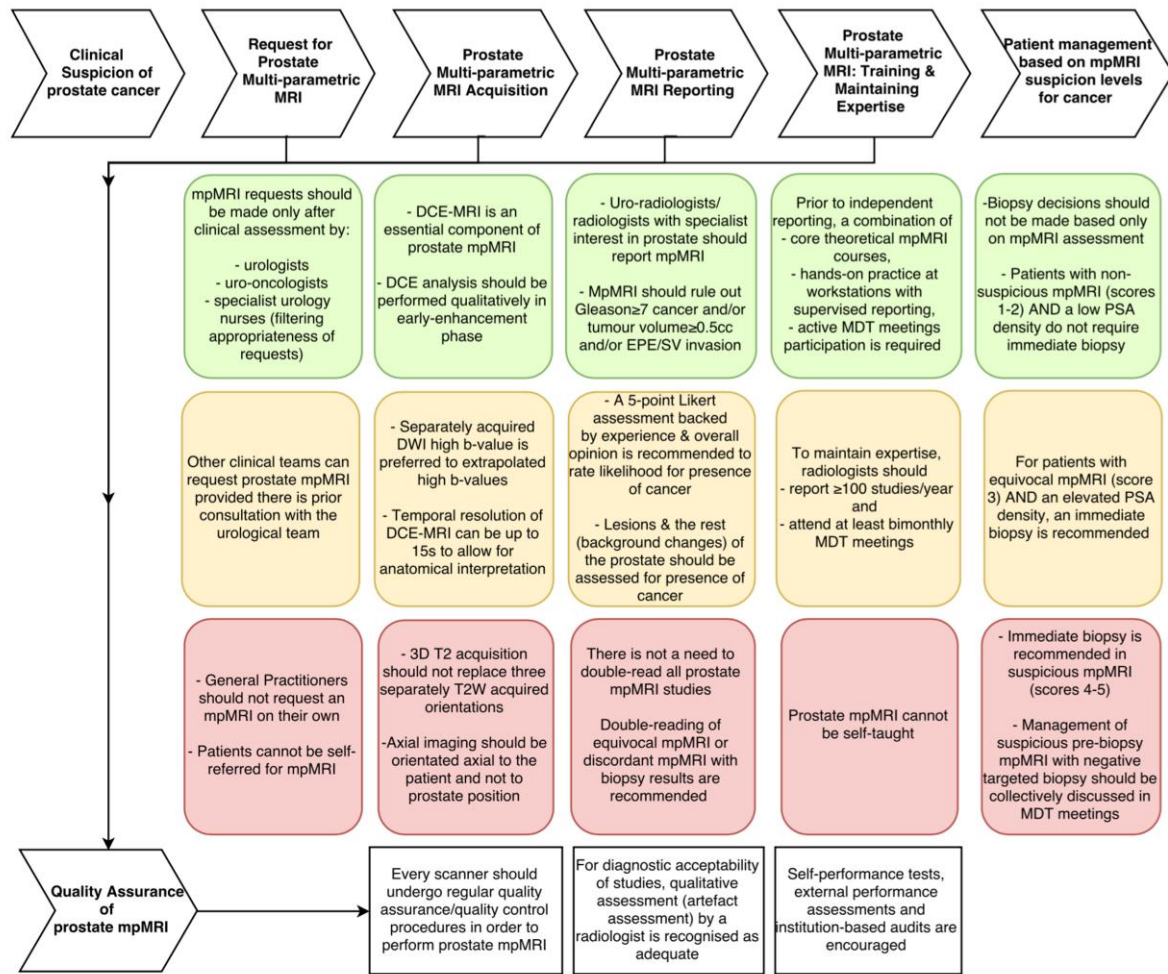 Clinical
Suspicion of
prostate cancer
Request for
Prostate
Multi-parametric
MRI
Prostate
Multi-parametric
MRI Acquisition
Prostate
Multi-parametric
MRI Reporting
Prostate
Multi-parametric
MRI: Training &
Maintaining
Expertise
Patient management
based on mpMRI
suspicion levels
for cancer
mpMRI requests should
be made only after
clinical assessment by:
- urologists
- uro-oncologists
- specialist urology
nurses (filtering
appropriateness of
requests)
- DCE-MRI is an
essential component of
prostate mpMRI
- DCE analysis should be
performed qualitatively in
early-enhancement
phase
- Uro-radiologists/
radiologists with specialist
interest in prostate should
report mpMRI
- MpMRI should rule out
Gleason≥7 cancer and/or
tumour volume≥0.5cc
and/or EPE/SV invasion
Prior to independent
reporting, a combination of
- core theoretical mpMRI
courses,
- hands-on practice at
workstations with
supervised reporting,
- active MDT meetings
participation is required
-Biopsy decisions should
not be made based only
on mpMRI assessment
- Patients with non-
suspicious mpMRI (scores
1-2) AND a low PSA
density do not require
immediate biopsy
Other clinical teams can
request prostate mpMRI
provided there is prior
consultation with the
urological team
- Separately acquired
DWI high b-value is
preferred to extrapolated
high b-values
- Temporal resolution of
DCE-MRI can be up to
15s to allow for
anatomical interpretation
- A 5-point Likert
assessment backed
by experience & overall
opinion is recommended to
rate likelihood for presence
of cancer
- Lesions & the rest
(background changes) of
the prostate should be
assessed for presence of
cancer
To maintain expertise,
radiologists should
- report ≥100 studies/year
and
- attend at least bimonthly
MDT meetings
For patients with
equivocal mpMRI (score
3) AND an elevated PSA
density, an immediate
biopsy is recommended
- General Practitioners
should not request an
mpMRI on their own
- Patients cannot be self-
referred for mpMRI
- 3D T2 acquisition
should not replace three
separately T2W acquired
orientations
-Axial imaging should be
orientated axial to the
patient and not to
prostate position
There is not a need to
double-read all prostate
mpMRI studies
Double-reading of
equivocal mpMRI or
discordant mpMRI with
biopsy results are
recommended
Prostate mpMRI cannot
be self-taught
- Immediate biopsy is
recommended in
suspicious mpMRI
(scores 4-5)
- Management of
suspicious pre-biopsy
mpMRI with negative
targeted biopsy should be
collectively discussed in
MDT meetings
Quality Assurance
of
prostate mpMRI
Every scanner should
undergo regular quality
assurance/quality control
procedures in order to
perform prostate mpMRI
For diagnostic acceptability
of studies, qualitative
assessment (artefact
assessment) by a
radiologist is recognised as
adequate
Self-performance tests,
external performance
assessments and
institution-based audits are
encouraged